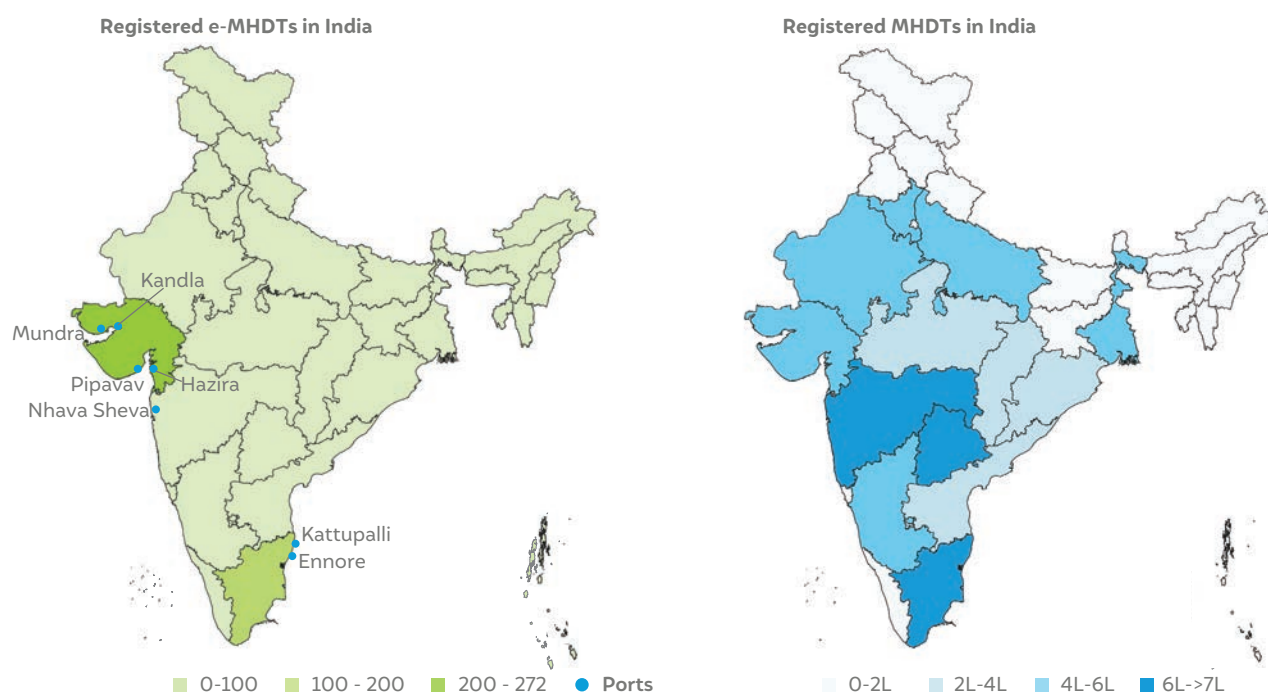 Registered e-MHDTs in India
Kandla
Mundra
Pipavav
Hazira
Nhava Sheva
Kattupalli
Ennore
0-100
100 - 200
200 - 272
Ports
Registered MHDTs in India
0-2L
2L-4L
4L-6L
6L->7L